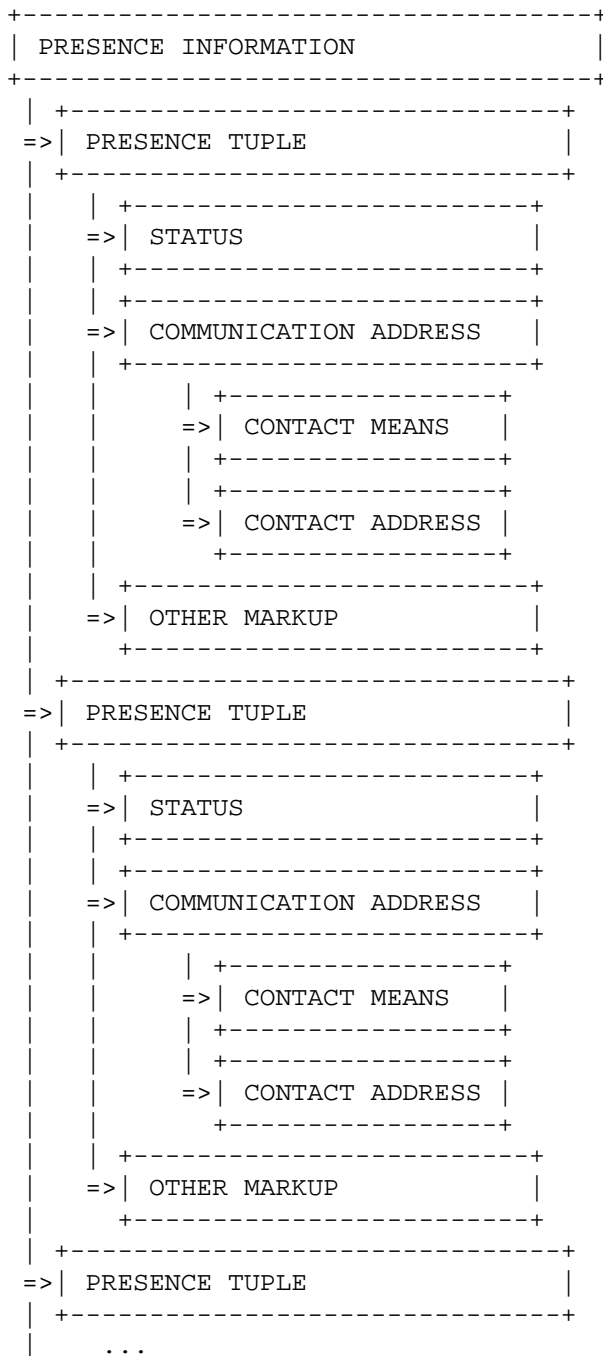 PRESENCE INFORMATION
=>| PRESENCE TUPLE
=>| STATUS
=>| COMMUNICATION ADDRESS
=>| CONTACT MEANS
=>| CONTACT ADDRESS
=>| OTHER MARKUP
=>| PRESENCE TUPLE
=>| STATUS
=>| COMMUNICATION ADDRESS
=>| CONTACT MEANS
=>| CONTACT ADDRESS
=>| OTHER MARKUP
=>| PRESENCE TUPLE
...